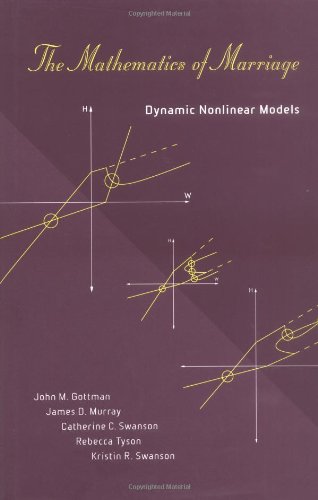 The Mathematics of Marriage
Dynamic Nonlinear Models
H
W
H
W
H
John M. Gottman
James D. Murray
Catherine C. Swanson
Rebecca Tyson
Kristin R. Swanson